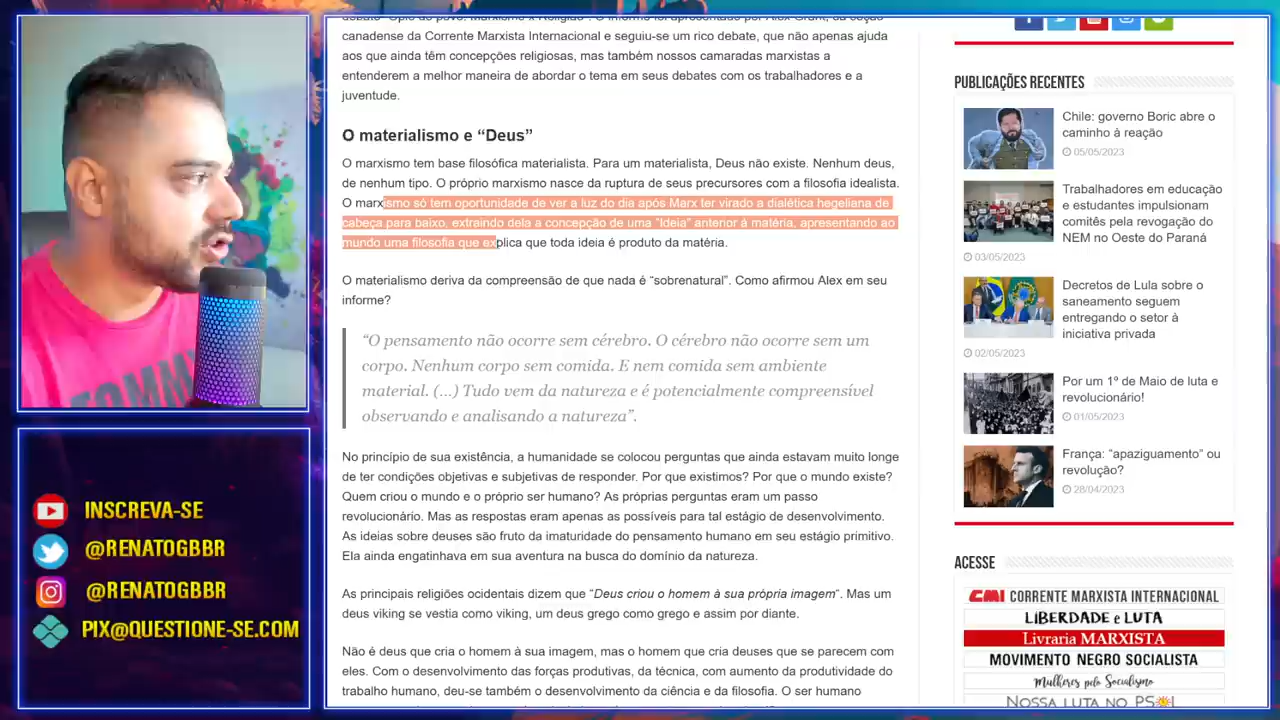 debate "Ópio as povo: Marxismo x Religião". O informe foi apresentado por Alex Grant, da seção
canadense da Corrente Marxista Internacional e seguiu-se um rico debate, que não apenas ajuda
aos que ainda têm concepções religiosas, mas também nossos camaradas marxistas a
entenderem a melhor maneira de abordar o tema em seus debates com os trabalhadores e a
juventude.
O materialismo e “Deus”
O marxismo tem base filosófica materialista. Para um materialista, Deus não existe. Nenhum deus,
de nenhum tipo. O próprio marxismo nasce da ruptura de seus precursores com a filosofia idealista.
O marxismo só tem oportunidade de ver a luz do dia após Marx ter virado a dialética hegeliana de
cabeça para baixo, extraindo dela a concepção de uma “Ideia” anterior à matéria, apresentando ao
mundo uma filosofia que explica que toda ideia é produto da matéria.
O materialismo deriva da compreensão de que nada é “sobrenatural”. Como afirmou Alex em seu
informe?
“O pensamento não ocorre sem cérebro. O cérebro não ocorre sem um
corpo. Nenhum corpo sem comida. E nem comida sem ambiente
material. (…) Tudo vem da natureza e é potencialmente compreensível
observando e analisando a natureza”.
No princípio de sua existência, a humanidade se colocou perguntas que ainda estavam muito longe
de ter condições objetivas e subjetivas de responder. Por que existimos? Por que o mundo existe?
Quem criou o mundo e o próprio ser humano? As próprias perguntas eram um passo
revolucionário. Mas as respostas eram apenas as possíveis para tal estágio de desenvolvimento.
As ideias sobre deuses são fruto da imaturidade do pensamento humano em seu estágio primitivo.
Ela ainda engatinhava em sua aventura na busca do domínio da natureza.
As principais religiões ocidentais dizem que “Deus criou o homem à sua própria imagem”. Mas um
deus viking se vestia como viking, um deus grego como grego e assim por diante.
Não é deus que cria o homem à sua imagem, mas o homem que cria deuses que se parecem com
eles. Com o desenvolvimento das forças produtivas, da técnica, com aumento da produtividade do
trabalho humano, deu-se também o desenvolvimento da ciência e da filosofia. O ser humano
PUBLICAÇÕES RECENTES
Chile: governo Boric abre o
caminho à reação
05/05/2023
Trabalhadores em educação
e estudantes impulsionam
comitês pela revogação do
NEM no Oeste do Paraná
03/05/2023
Decretos de Lula sobre o
saneamento seguem
entregando o setor à
iniciativa privada
02/05/2023
Por um 1º de Maio de luta e
revolucionário!
01/05/2023
França: “apaziguamento” ou
revolução?
28/04/2023
ACESSE
CMI CORRENTE MARXISTA INTERNACIONAL
LIBERDADE e LUTA
Livraria MARXISTA
MOVIMENTO NEGRO SOCIALISTA
Mulheres pelo Socialismo
NOSSA LUTA NO PSOL
INSCREVA-SE
@RENATOGBBR
@RENATOGBBR
PIX@QUESTIONE-SE.COM